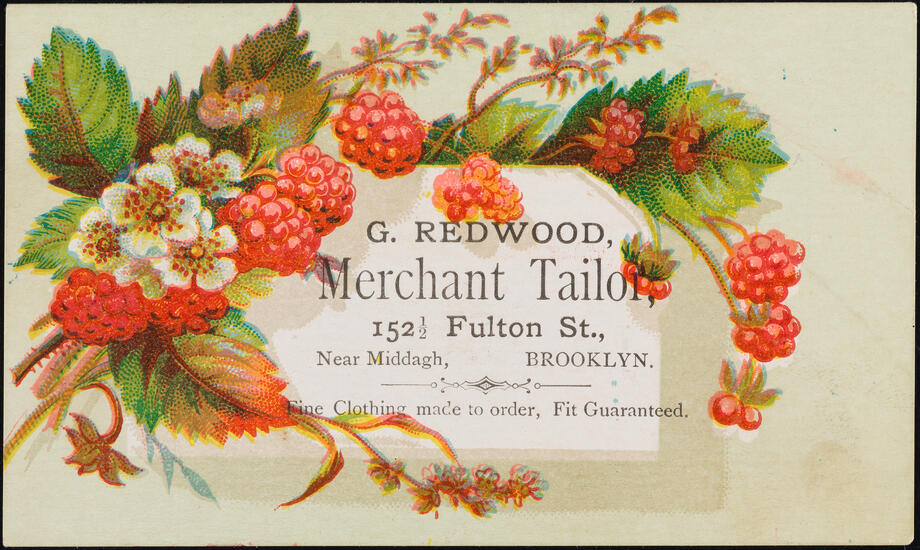 G. REDWOOD,
Merchant Tailor,
152½ Fulton St.,
Near Middagh, BROOKLYN.
Fine Clothing made to order, Fit Guaranteed.